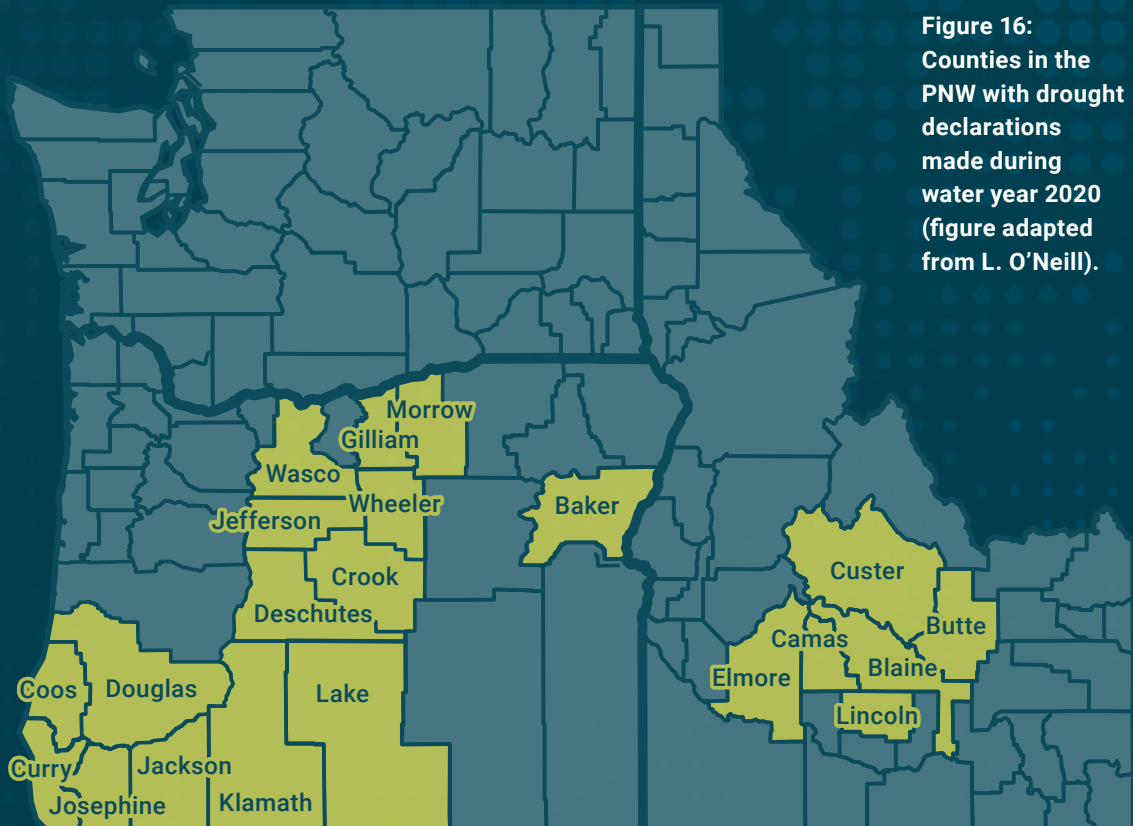 Figure 16:
Counties in the
PNW with drought
declarations
made during
water year 2020
(figure adapted
from L. O’Neill).
Morrow
Gilliam
Wasco
Wheeler
Baker
Jefferson
Crook
Custer
Deschutes
Butte
Camas
Blaine
Elmore
Coos
Douglas
Lake
Lincoln
Curry
Jackson
Josephine
Klamath